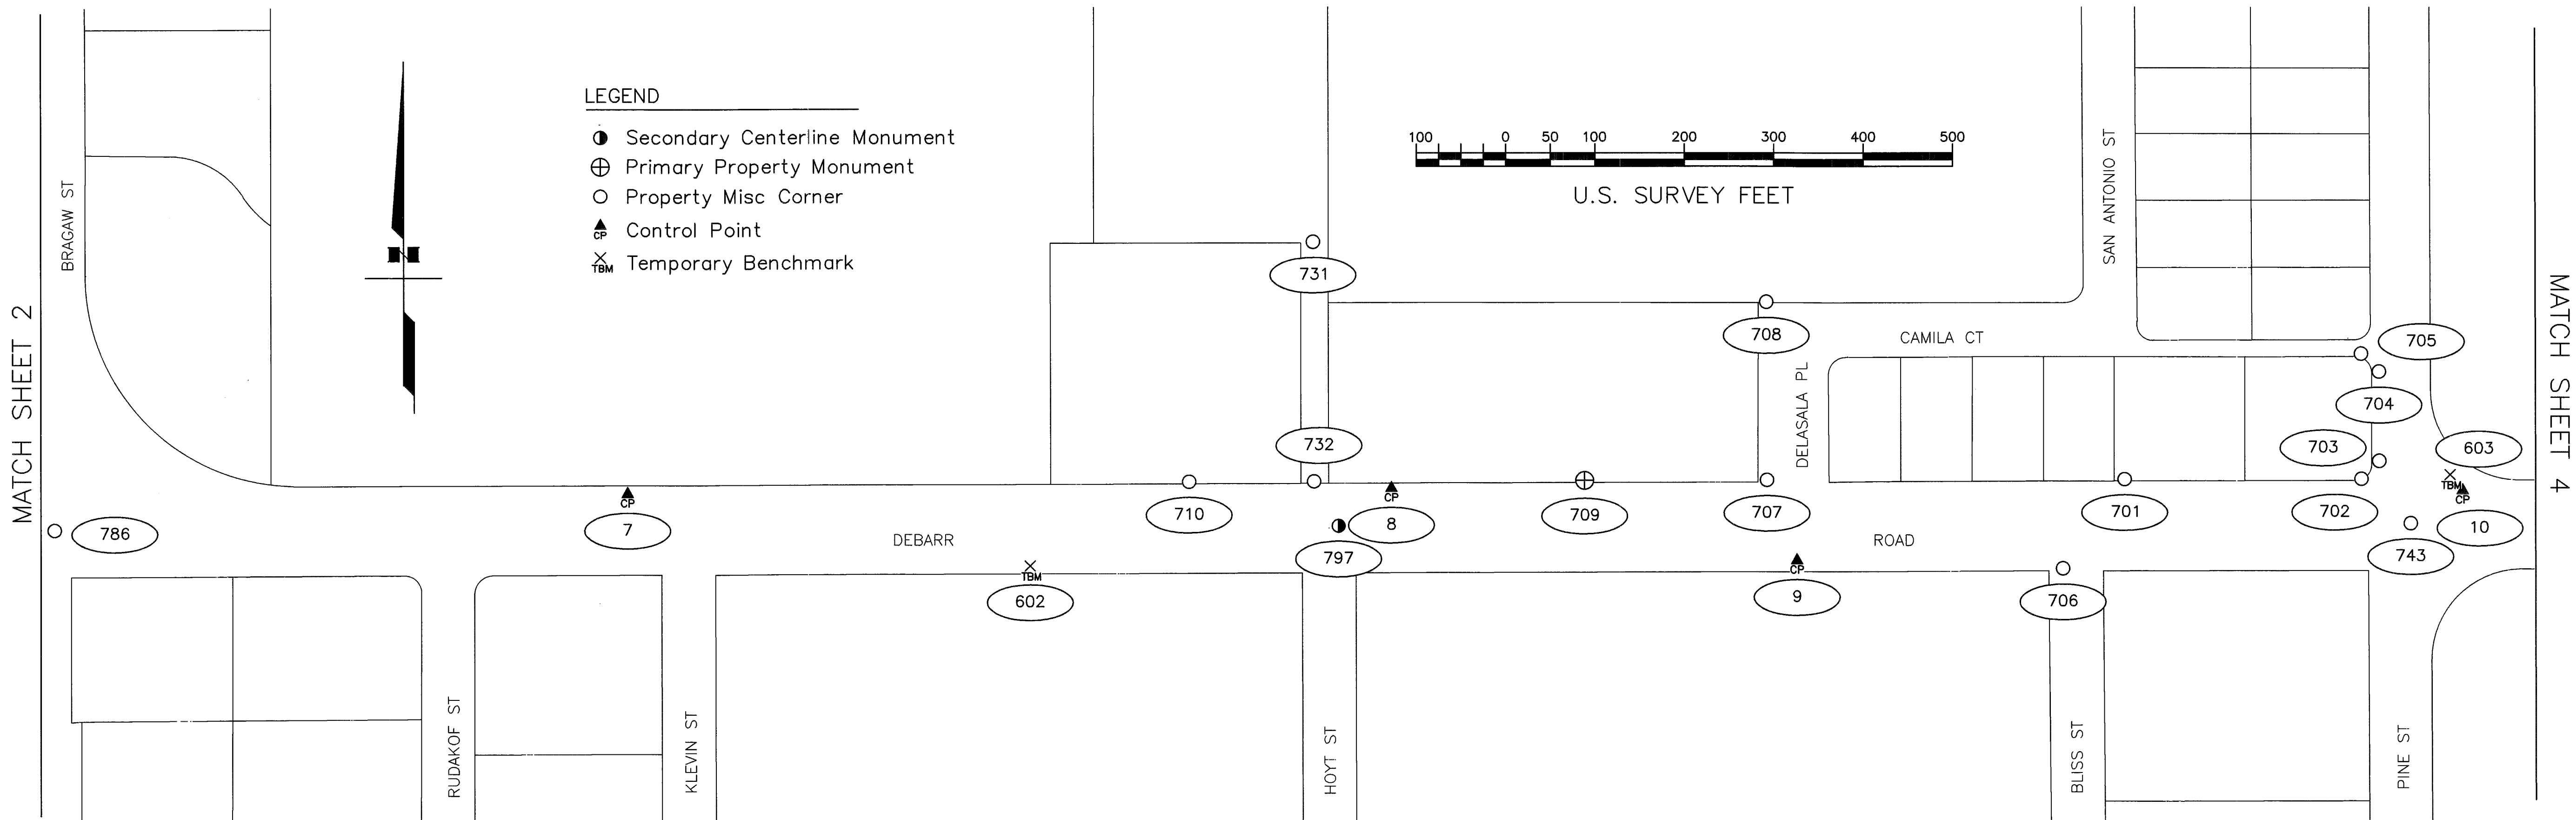 MATCH SHEET 2
BRAGAW ST
LEGEND
Secondary Centerline Monument
Primary Property Monument
Property Misc Corner
CP Control Point
TBM Temporary Benchmark
100 0 50 100 200 300 400 500
U.S. SURVEY FEET
SAN ANTONIO ST
MATCH SHEET 4
731
708
CAMILA CT
705
DELASALA PL
704
732
703
603
TBM
CP
CP
CP
786
7
710
8
709
707
701
702
10
DEBARR
ROAD
797
743
TBM
CP
602
9
706
RUDAKOF ST
KLEVIN ST
HOYT ST
BLISS ST
PINE ST